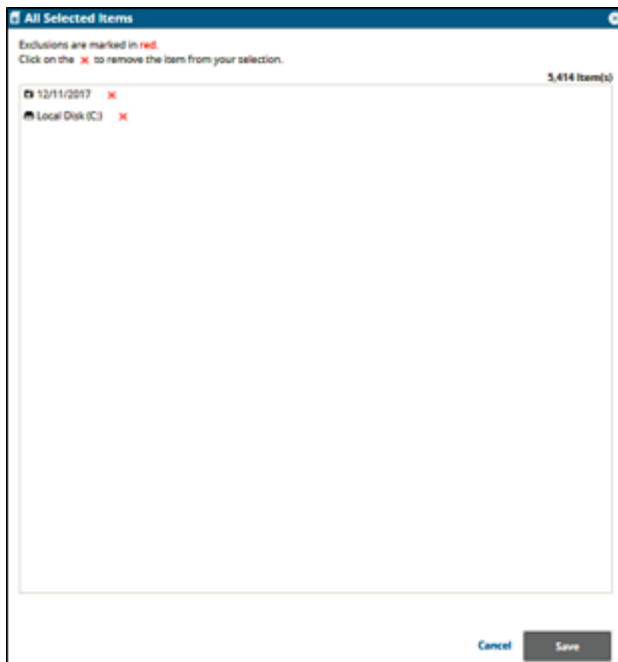 All Selected Items
Exclusions are marked in red.
Click on the × to remove the item from your selection.
5,414 Item(s)
12/11/2017 ×
Local Disk (C:) ×
Cancel Save